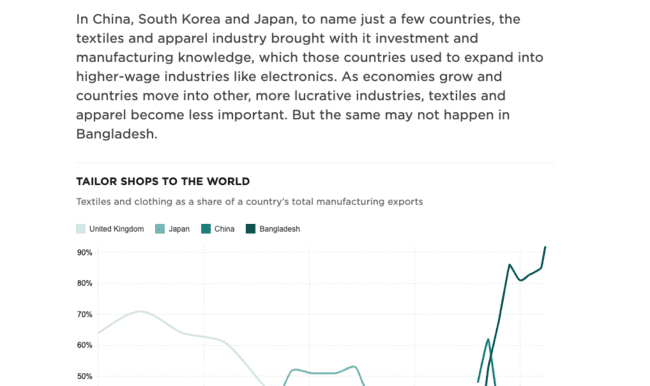 In China, South Korea and Japan, to name just a few countries, the
textiles and apparel industry brought with it investment and
manufacturing knowledge, which those countries used to expand into
higher-wage industries like electronics. As economies grow and
countries move into other, more lucrative industries, textiles and
apparel become less important. But the same may not happen in
Bangladesh.
TAILOR SHOPS TO THE WORLD
Textiles and clothing as a share of a country's total manufacturing exports
United Kingdom Japan China Bangladesh
90%
80%
70%
60%
50%